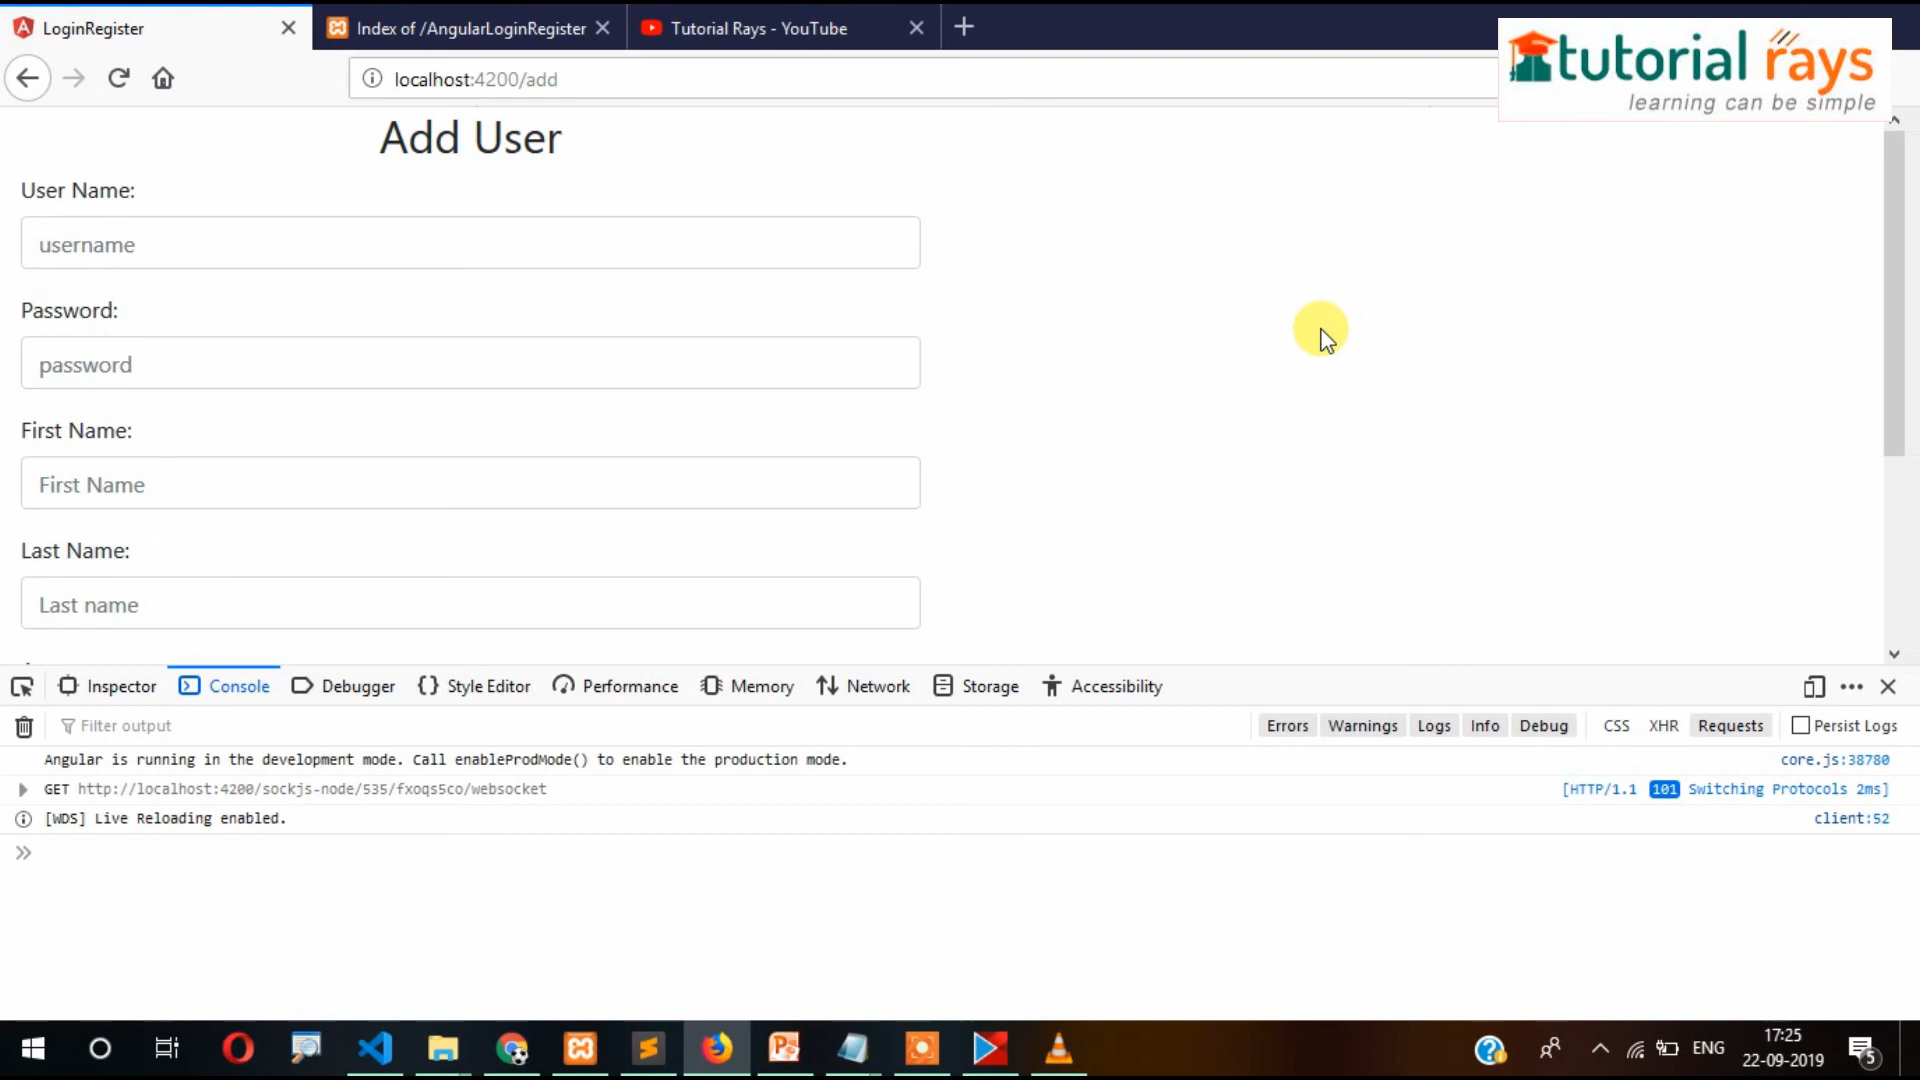 LoginRegister
Index of /AngularLoginRegister
Tutorial Rays - YouTube
localhost:4200/add
tutorial rays
learning can be simple
Add User
User Name:
username
Password:
password
First Name:
First Name
Last Name:
Last name
Inspector Console Debugger Style Editor Performance Memory Network Storage Accessibility
Filter output Errors Warnings Logs Info Debug CSS XHR Requests Persist Logs
Angular is running in the development mode. Call enableProdMode() to enable the production mode. core.js:38780
GET http://localhost:4200/sockjs-node/535/fxoqs5co/websocket [HTTP/1.1 101 Switching Protocols 2ms]
[WDS] Live Reloading enabled. client:52
ENG
17:25
22-09-2019
5